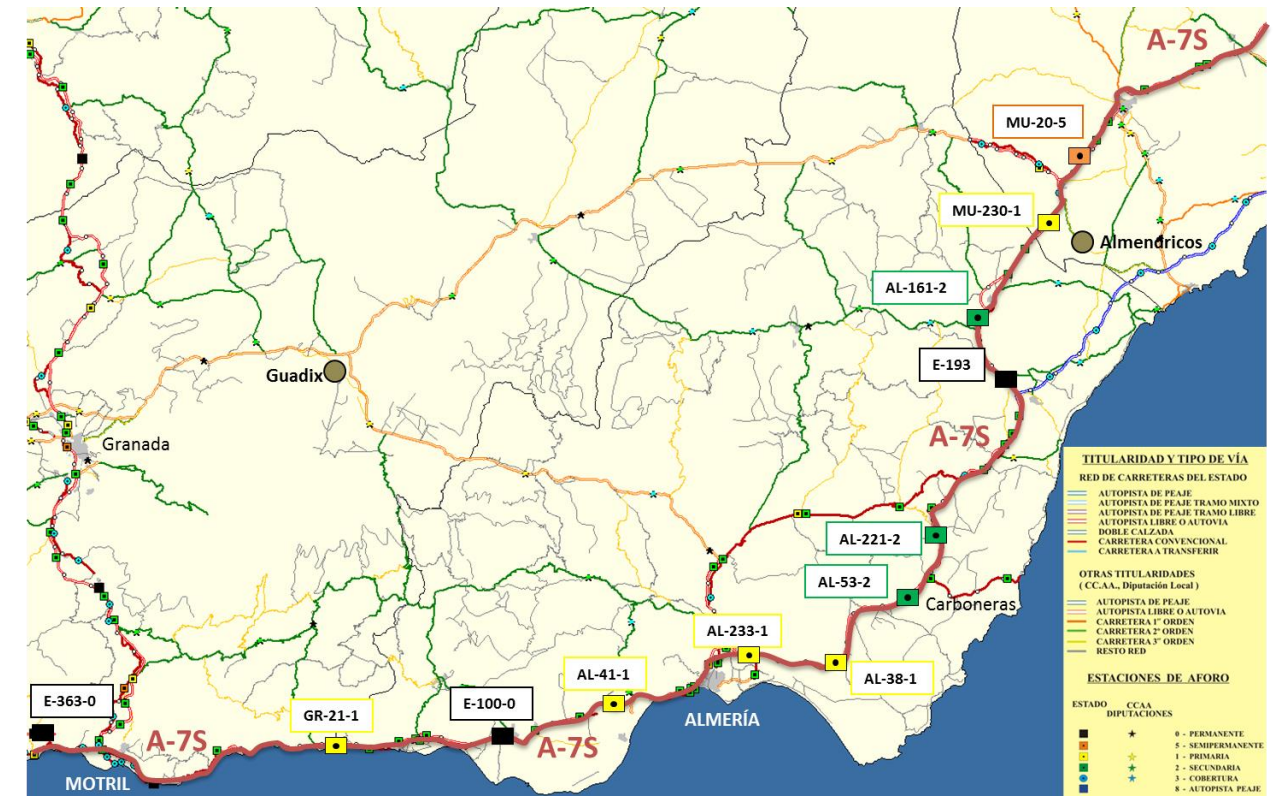 A-7S
MU-20-5
MU-230-1
Almendricos
AL-161-2
E-193
Guadix
Granada
A-7S
AL-221-2
AL-53-2
Carboneras
AL-233-1
AL-38-1
AL-41-1
E-100-0
GR-21-1
E-363-0
ALMERÍA
A-7S
A-7S
MOTRIL
TITULARIDAD Y TIPO DE VÍA
RED DE CARRETERAS DEL ESTADO
AUTOPISTA DE PEAJE
AUTOPISTA DE PEAJE TRAMO MIXTO
AUTOPISTA DE PEAJE TRAMO LIBRE
AUTOPISTA LIBRE O AUTOVIA
DOBLE CALZADA
CARRETERA CONVENCIONAL
CARRETERA A TRANSFERIR
OTRAS TITULARIDADES
( CC.AA., Diputación Local )
AUTOPISTA DE PEAJE
AUTOPISTA LIBRE O AUTOVIA
CARRETERA 1er ORDEN
CARRETERA 2º ORDEN
CARRETERA 3er ORDEN
RESTO RED
ESTACIONES DE AFORO
ESTADO CCAA
DIPUTACIONES
0 - PERMANENTE
5 - SEMIPERMANENTE
1 - PRIMARIA
2 - SECUNDARIA
3 - COBERTURA
8 - AUTOPISTA PEAJE